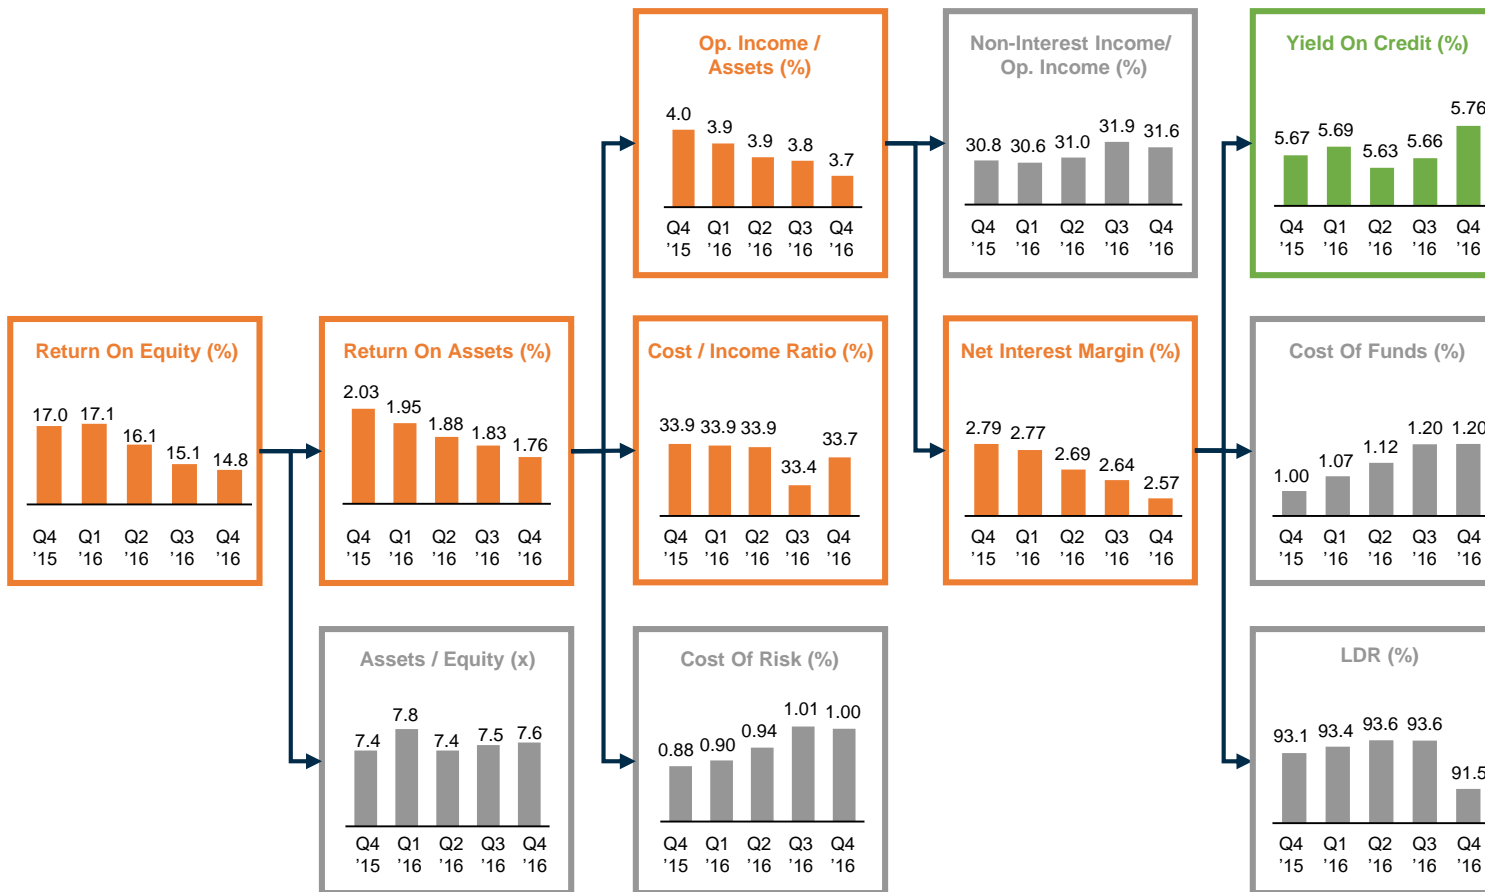 Op. Income /
Assets (%)
4.0
3.9
3.9
3.8
3.7
Q4 Q1 Q2 Q3 Q4
’15 ’16 ’16 ’16 ’16
Non-Interest Income/
Op. Income (%)
30.8 30.6 31.0 31.9 31.6
Q4 Q1 Q2 Q3 Q4
’15 ’16 ’16 ’16 ’16
Yield On Credit (%)
5.67 5.69 5.63 5.66 5.76
Q4 Q1 Q2 Q3 Q4
’15 ’16 ’16 ’16 ’16
Return On Equity (%)
17.0 17.1 16.1 15.1 14.8
Q4 Q1 Q2 Q3 Q4
’15 ’16 ’16 ’16 ’16
Return On Assets (%)
2.03 1.95 1.88 1.83 1.76
Q4 Q1 Q2 Q3 Q4
’15 ’16 ’16 ’16 ’16
Cost / Income Ratio (%)
33.9 33.9 33.9 33.4 33.7
Q4 Q1 Q2 Q3 Q4
’15 ’16 ’16 ’16 ’16
Net Interest Margin (%)
2.79 2.77 2.69 2.64 2.57
Q4 Q1 Q2 Q3 Q4
’15 ’16 ’16 ’16 ’16
Cost Of Funds (%)
1.00 1.07 1.12 1.20 1.20
Q4 Q1 Q2 Q3 Q4
’15 ’16 ’16 ’16 ’16
Assets / Equity (x)
7.4 7.8 7.4 7.5 7.6
Q4 Q1 Q2 Q3 Q4
’15 ’16 ’16 ’16 ’16
Cost Of Risk (%)
0.88 0.90 0.94 1.01 1.00
Q4 Q1 Q2 Q3 Q4
’15 ’16 ’16 ’16 ’16
LDR (%)
93.1 93.4 93.6 93.6 91.5
Q4 Q1 Q2 Q3 Q4
’15 ’16 ’16 ’16 ’16